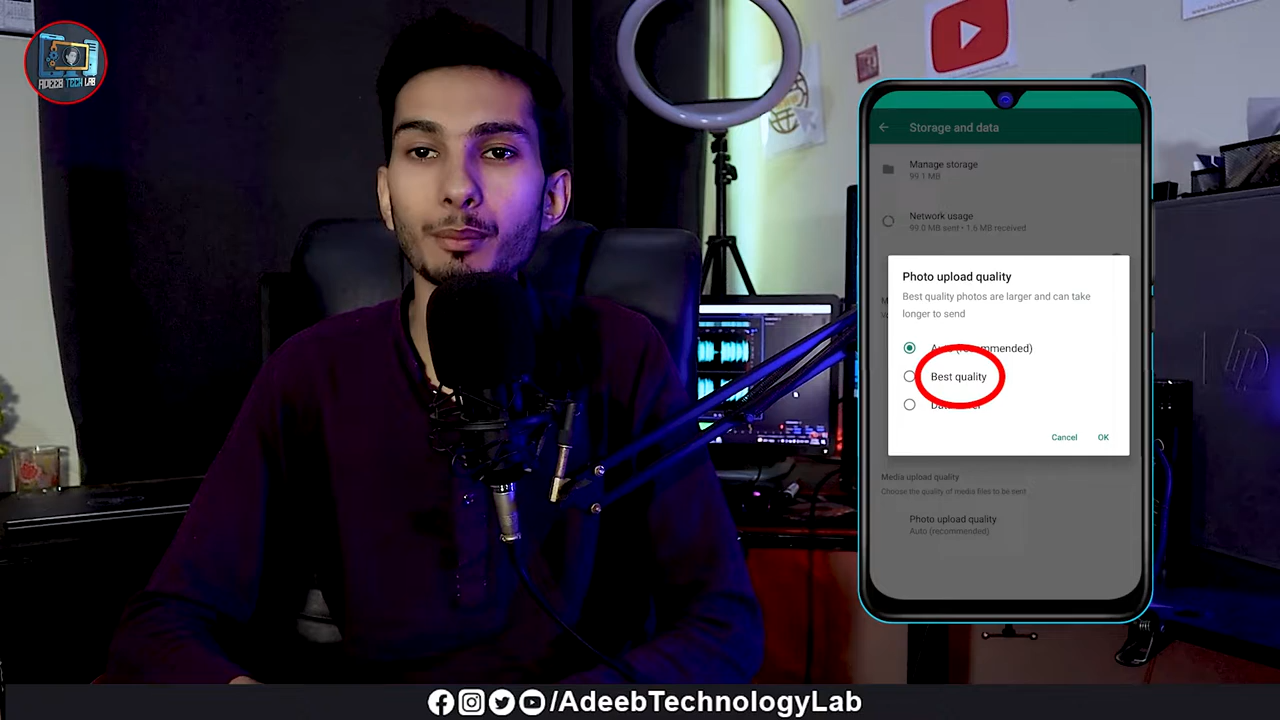 ADEEB TECH LAB
Storage and data
Manage storage
99.1 MB
Network usage
99.0 MB sent • 1.6 MB received
Photo upload quality
Best quality photos are larger and can take
longer to send
Best quality
Cancel
OK
Media upload quality
Choose the quality of media files to be sent
Photo upload quality
Auto (recommended)
/AdeebTechnologyLab
hp